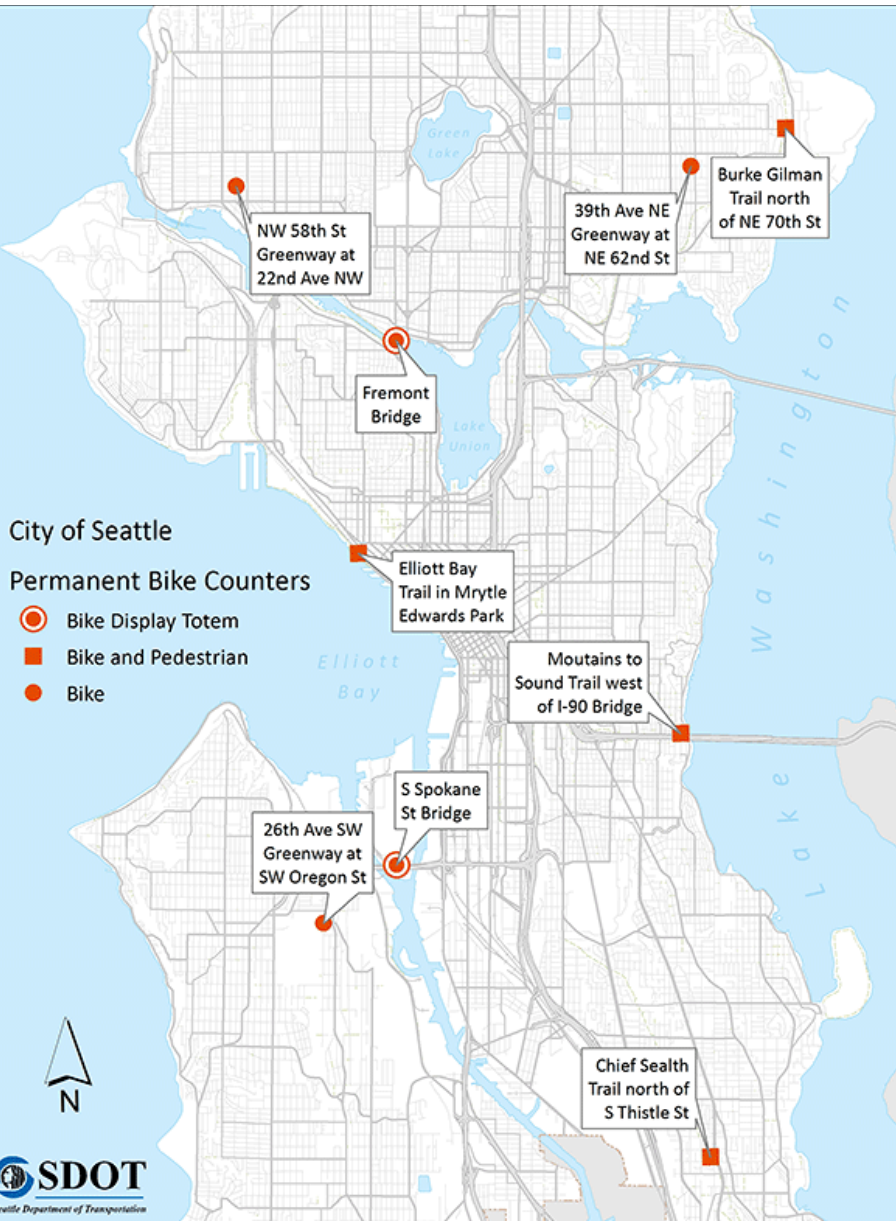 Green
Lake
Burke Gilman
Trail north
of NE 70th St
39th Ave NE
Greenway at
NE 62nd St
NW 58th St
Greenway at
22nd Ave NW
Fremont
Bridge
Lake
Union
Lake Washington
City of Seattle
Permanent Bike Counters
Bike Display Totem
Bike and Pedestrian
Bike
Elliott Bay
Trail in Mrytle
Edwards Park
Elliott
Bay
Moutains to
Sound Trail west
of I-90 Bridge
S Spokane
St Bridge
26th Ave SW
Greenway at
SW Oregon St
Chief Sealth
Trail north of
S Thistle St
N
SDOT
eattle Department of Transportation